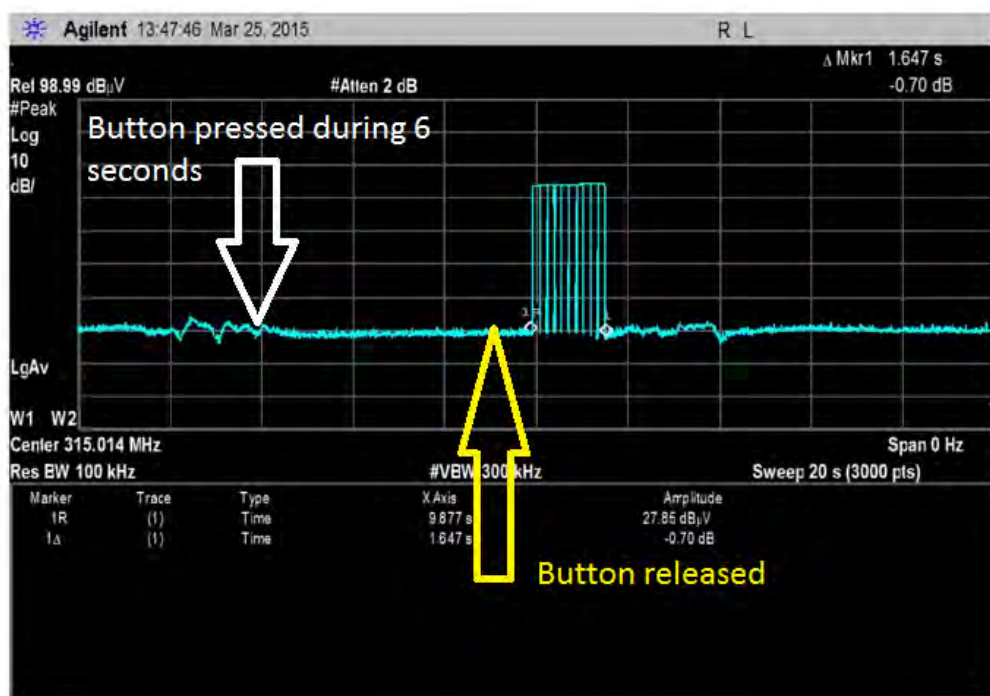 Agilent 13:47:46 Mar 25, 2015 R L
Δ Mkr1 1.647 s
Ref 98.99 dBµV #Atten 2 dB -0.70 dB
#Peak
Log
10
dB/
Button pressed during 6
seconds
LgAv
W1 W2
Center 315.014 MHz Span 0 Hz
Res BW 100 kHz #VBW 300 kHz Sweep 20 s (3000 pts)
Marker Trace Type X Axis Amplitude
1R (1) Time 9.877 s 27.85 dBµV
1Δ (1) Time 1.647 s -0.70 dB
Button released